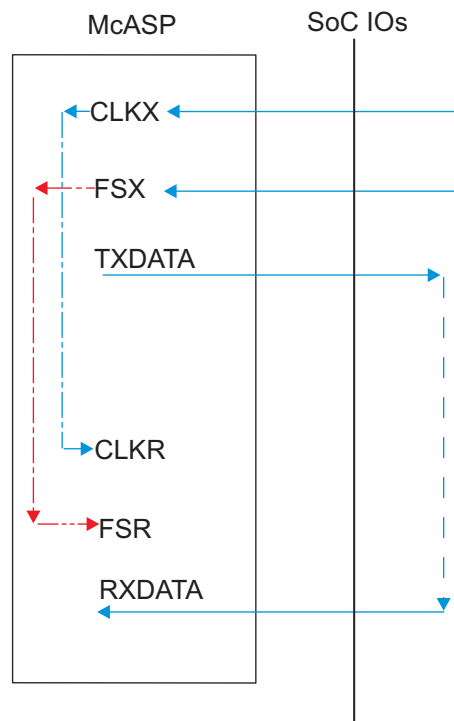 McASP
SoC IOs
CLKX
FSX
TXDATA
CLKR
FSR
RXDATA